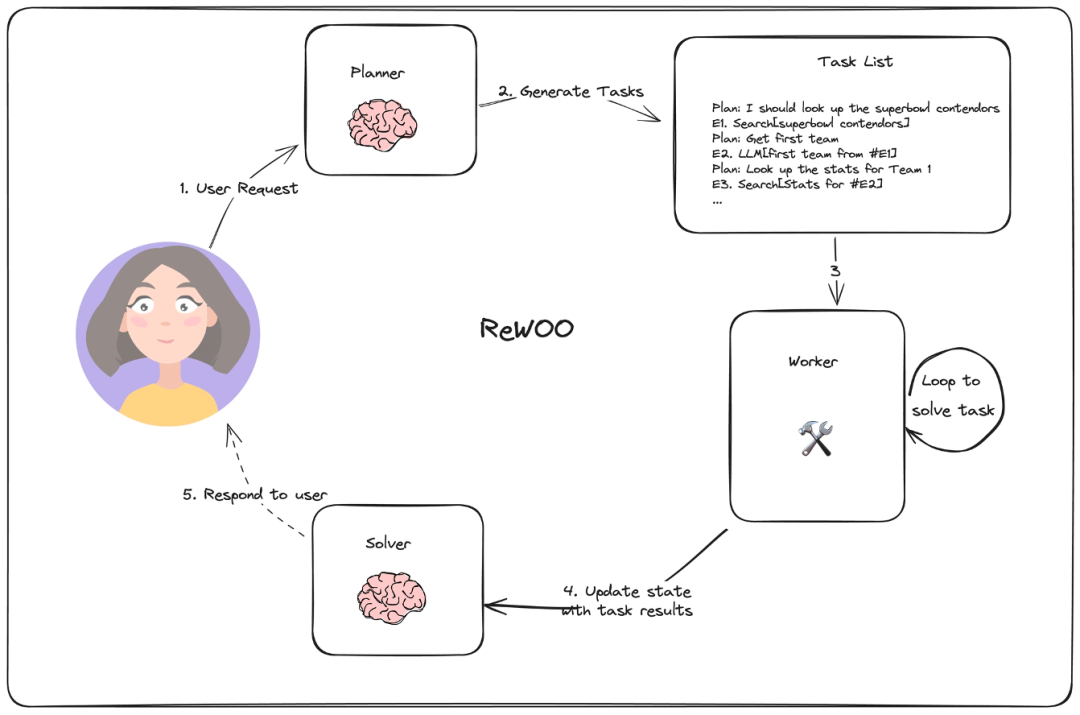 Planner
2. Generate Tasks
Task List
Plan: I should look up the superbowl contendors
E1. Search[superbowl contendors]
Plan: Get first team
E2. LLM[first team from #E1]
Plan: Look up the stats for Team 1
E3. Search[Stats for #E2]
...
1. User Request
3
ReWOO
Worker
Loop to
solve task
5. Respond to user
Solver
4. Update state
with task results